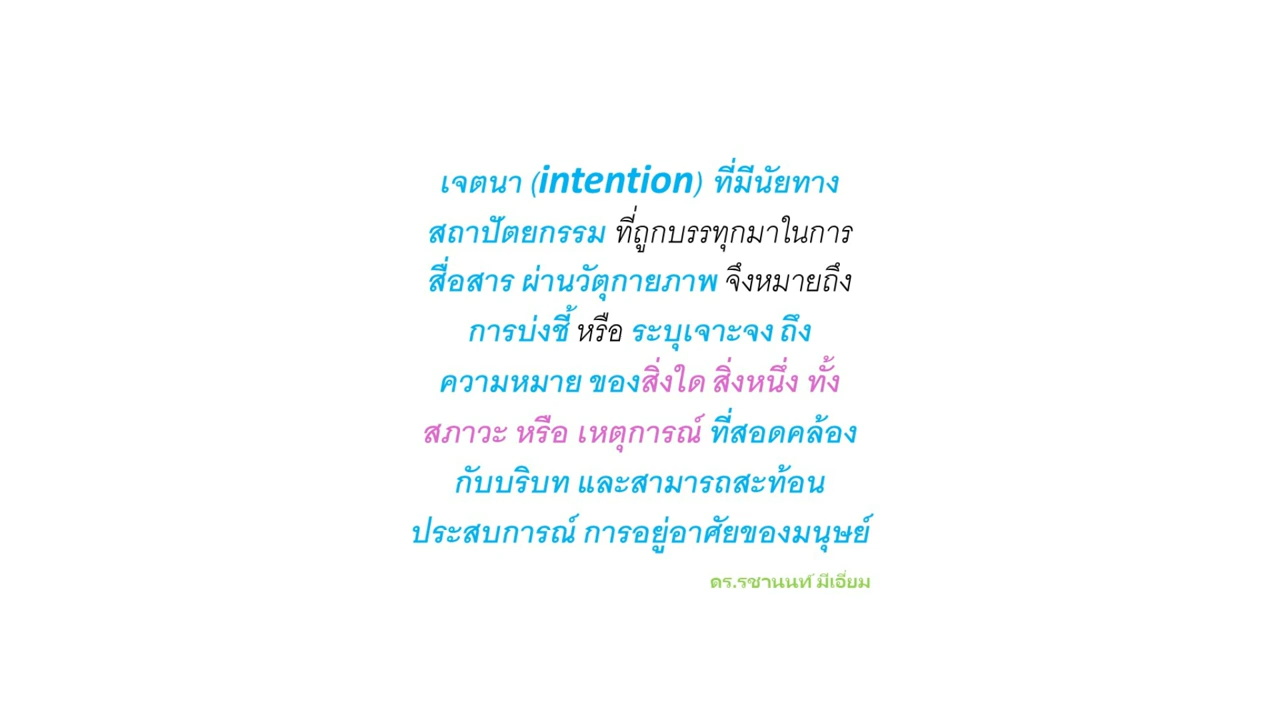 เจตนา (intention) ที่มีนัยทาง
สถาปัตยกรรม ที่ถูกบรรทุกมาในการ
สื่อสาร ผ่านวัตุกายภาพ จึงหมายถึง
การบ่งชี้ หรือ ระบุเจาะจง ถึง
ความหมาย ของสิ่งใด สิ่งหนึ่ง ทั้ง
สภาวะ หรือ เหตุการณ์ ที่สอดคล้อง
กับบริบท และสามารถสะท้อน
ประสบการณ์ การอยู่อาศัยของมนุษย์
ดร.รชานนท์ มีเอี่ยม